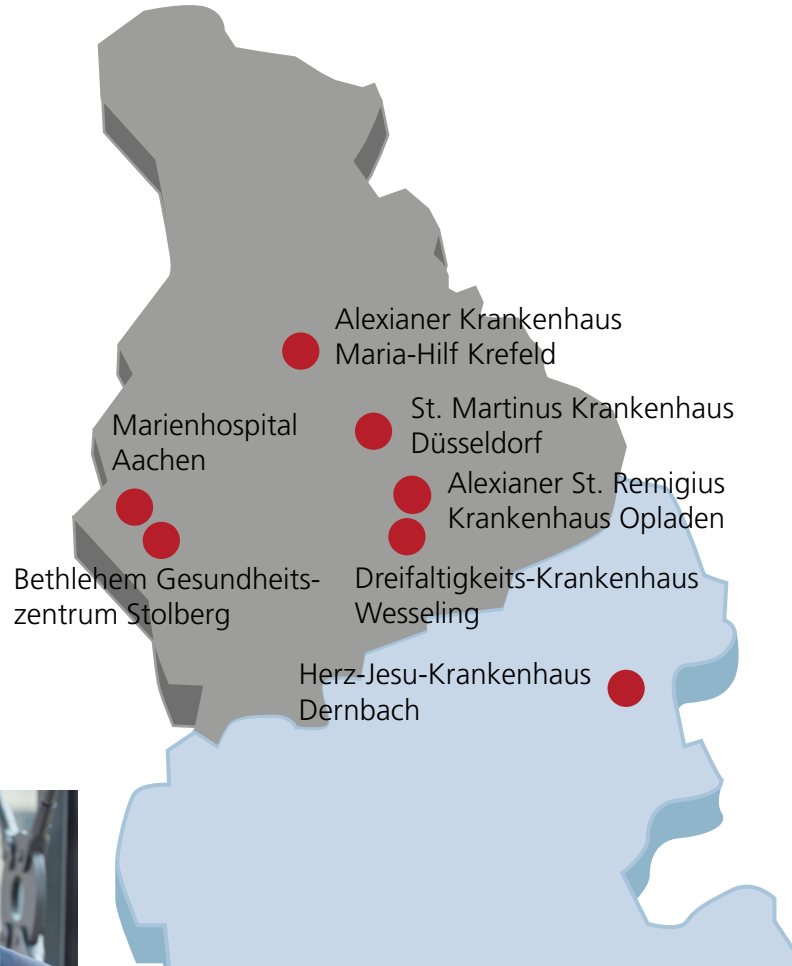 Alexianer Krankenhaus
Maria-Hilf Krefeld
St. Martinus Krankenhaus
Düsseldorf
Marienhospital
Aachen
Alexianer St. Remigius
Krankenhaus Opladen
Bethlehem Gesundheits-
zentrum Stolberg
Dreifaltigkeits-Krankenhaus
Wesseling
Herz-Jesu-Krankenhaus
Dernbach